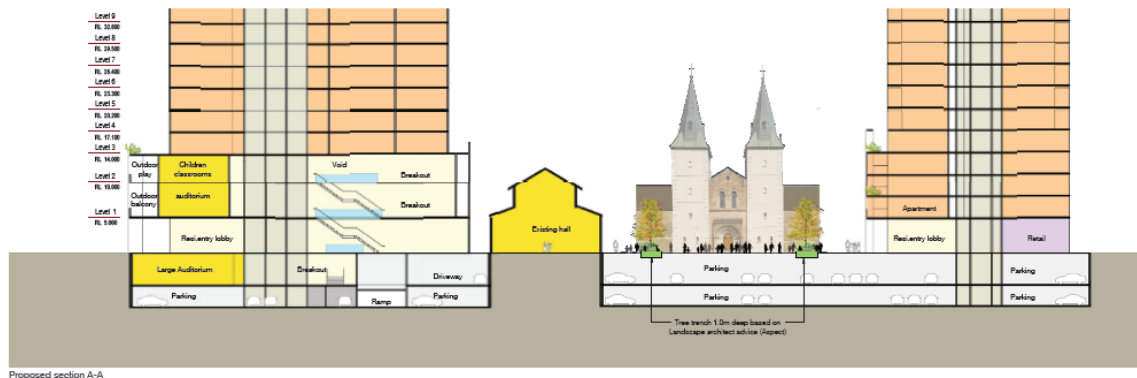 Level 9
RL 32.600
Level 8
RL 29.500
Level 7
RL 26.400
Level 6
RL 23.300
Level 5
RL
Level 4
RL 17.100
Level 3
RL 14.000
Level 2
RL 10.000
Level 1
RL 5.000
Outdoor
play
Children
classrooms
Void
Breakout
Outdoor
balcony
auditorium
Breakout
Resi.entry lobby
Existing hall
Apartment
Resi.entry lobby
Retail
Large Auditorium
Breakout
Driveway
Parking
Parking
Parking
Ramp
Parking
Parking
Parking
Tree trench 1.0m deep based on
Landscape architect advice (Aspect)
Proposed section A-A